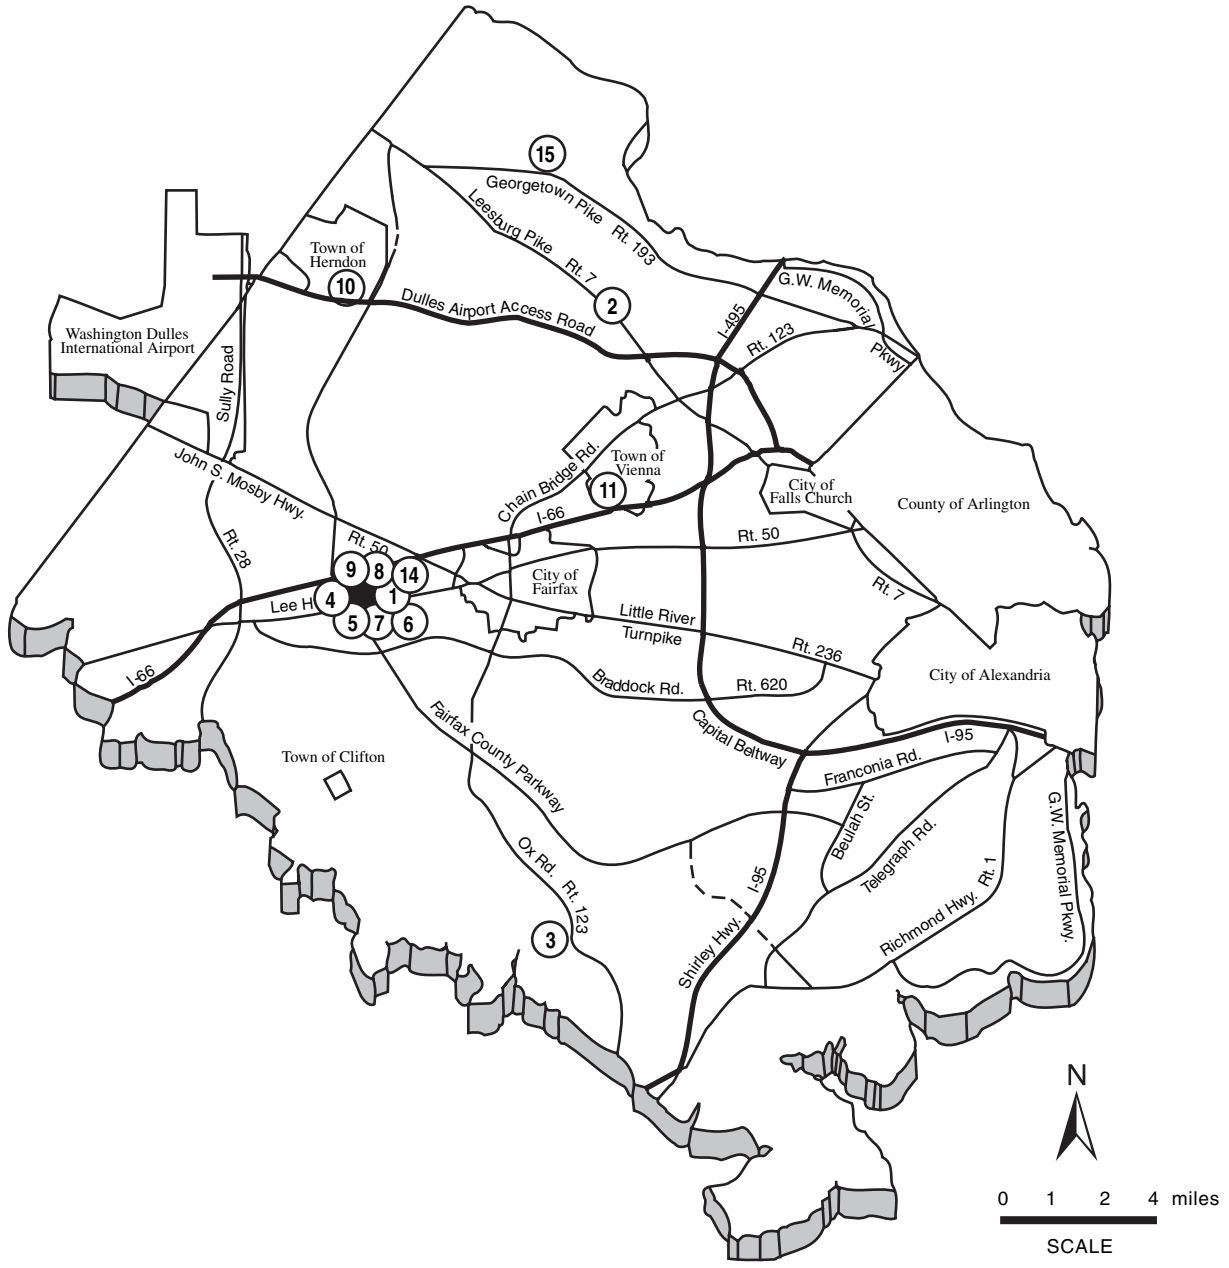 15
Georgetown Pike
Rt. 193
Leesburg Pike
Rt. 7
Town of
Herndon
10
2
G.W. Memorial
Pkwy
Dulles Airport Access Road
I-495
Rt. 123
Washington Dulles
International Airport
Sully Road
John S. Mosby Hwy.
Rt. 50
Chain Bridge Rd.
Town of
Vienna
11
I-66
City of
Falls Church
County of Arlington
Rt. 50
Rt. 28
9
8
14
4
1
5
7
6
Lee H
City of
Fairfax
Rt. 7
Little River
Turnpike
Rt. 236
I-66
Braddock Rd.
Rt. 620
City of Alexandria
Fairfax County Parkway
Capital Beltway
I-95
Franconia Rd.
Town of Clifton
Beulah St.
Telegraph Rd.
G.W. Memorial Pkwy.
Ox Rd.
Rt. 123
I-95
Shirley Hwy.
Richmond Hwy.
Rt. 1
3
N
0 1 2 4 miles
SCALE